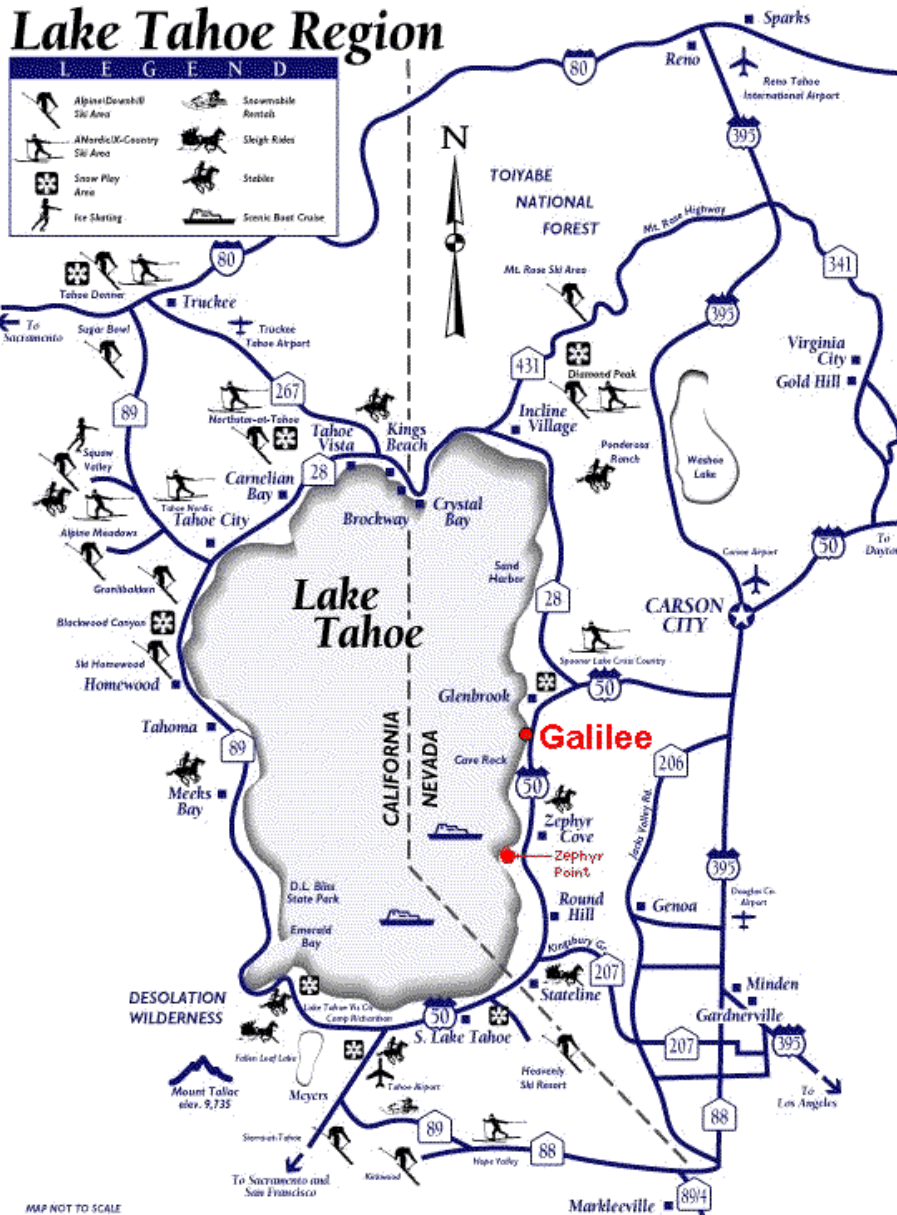 Lake Tahoe Region
LEGEND
Alpine/Downhill
Ski Area
ANordic/X-Country
Ski Area
Snow Play
Area
Ice Skating
Snowmobile
Rentals
Sleigh Rides
Stables
Scenic Boat Cruise
Sparks
Reno
80
Reno Tahoe
International Airport
395
N
TOIYABE
NATIONAL
FOREST
Mt. Rose Highway
341
80
Tahoe Donner
Truckee
Mt. Rose Ski Area
395
To
Sacramento
Sugar Bowl
Truckee
Tahoe Airport
Virginia
City
Gold Hill
431
Diamond Peak
267
89
Northstar-at-Tahoe
Tahoe
Vista
Kings
Beach
Incline
Village
Ponderosa
Ranch
Washoe
Lake
Squaw
Valley
28
Carnelian
Bay
Tahoe Nordic
Tahoe City
Brockway
Crystal
Bay
Alpine Meadows
50
To
Dayton
Carson Airport
Sand
Harbor
Granlibakken
Lake
Tahoe
28
CARSON
CITY
Blackwood Canyon
Ski Homewood
Homewood
Spooner Lake Cross Country
Glenbrook
50
Tahoma
89
CALIFORNIA
NEVADA
Galilee
Cave Rock
206
50
Meeks
Bay
Jacks Valley Rd.
Zephyr
Cove
Zephyr
Point
395
Douglas Co.
Airport
D.L. Bliss
State Park
Round
Hill
Genoa
Emerald
Bay
Kingsbury Gr.
207
Stateline
Minden
Gardnerville
DESOLATION
WILDERNESS
Lake Tahoe Vis Ctr
Camp Richardson
50
S. Lake Tahoe
207
395
Fallen Leaf Lake
Heavenly
Ski Resort
To
Los Angeles
Mount Tallac
elev. 9,735
Meyers
Tahoe Airport
88
89
Sierra-at-Tahoe
88
Hope Valley
Kirkwood
To Sacramento and
San Francisco
Markleeville
89/4
MAP NOT TO SCALE